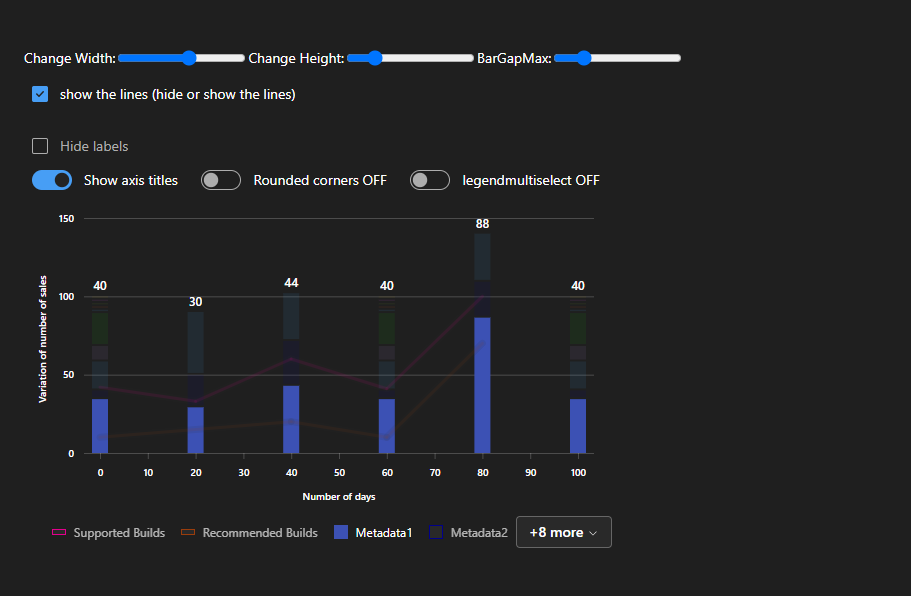 Change Width: Change Height: BarGapMax:
show the lines (hide or show the lines)
Hide labels
Show axis titles Rounded corners OFF legendmultiselect OFF
Variation of number of sales
150
100
50
0
40 30 44 40 88 40
0 10 20 30 40 50 60 70 80 90 100
Number of days
Supported Builds Recommended Builds Metadata1 Metadata2 +8 more